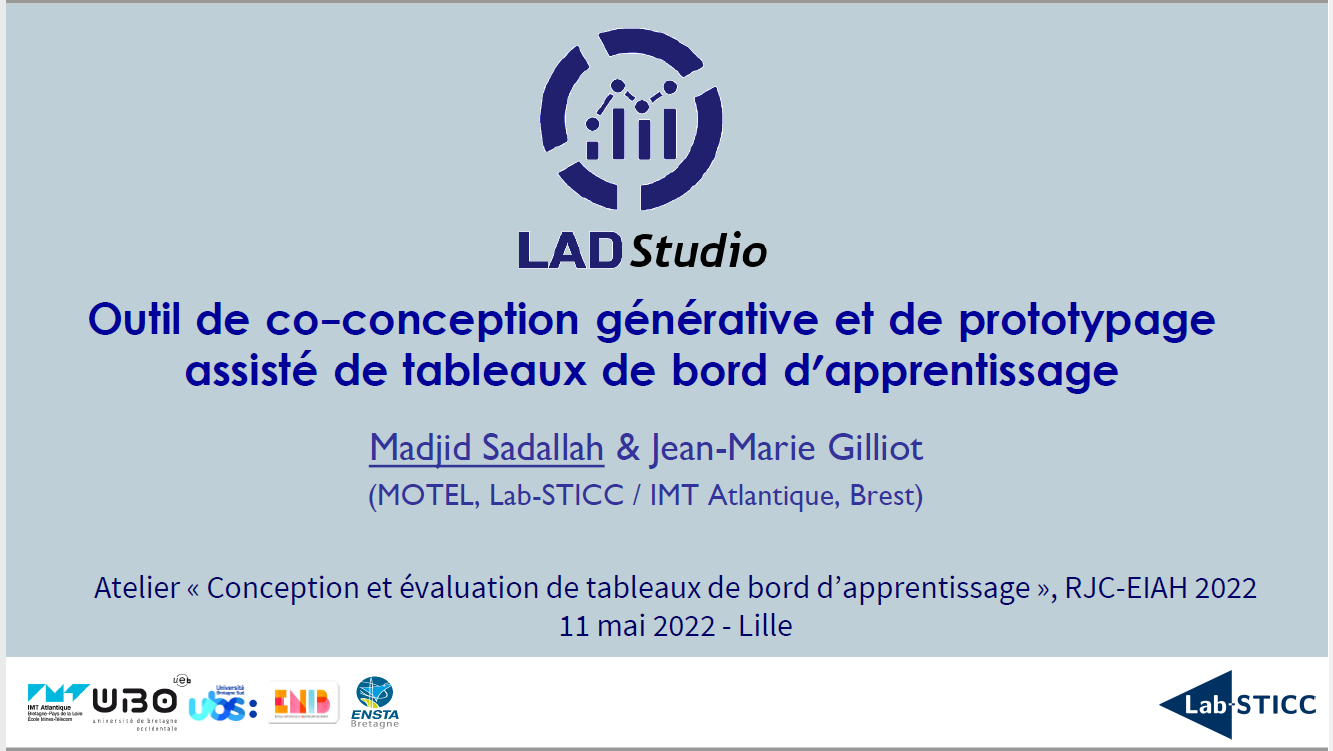 LAD Studio
Outil de co-conception générative et de prototypage
assisté de tableaux de bord d’apprentissage
Madjid Sadallah & Jean-Marie Gilliot
(MOTEL, Lab-STICC / IMT Atlantique, Brest)
Atelier « Conception et évaluation de tableaux de bord d’apprentissage », RJC-EIAH 2022
11 mai 2022 - Lille
IMT Atlantique
Bretagne-Pays de la Loire
École Mines-Télécom
ueb
UBO
université de bretagne
occidentale
Université
Bretagne Sud
ubs:
ENIB
ENSTA
Bretagne
Lab-STICC